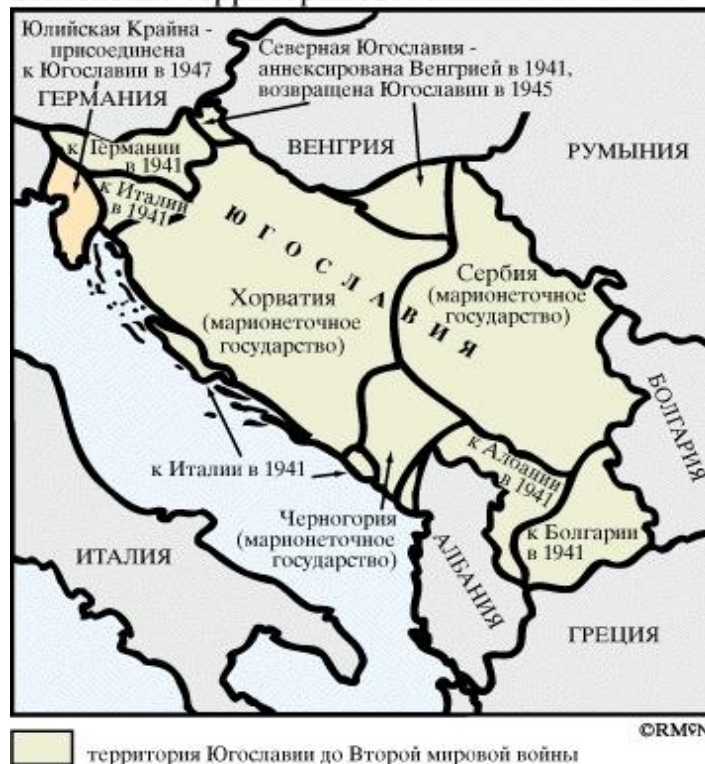 Юлийская Крайна -
присоединена
к Югославии в 1947
Северная Югославия -
аннексирована Венгрией в 1941,
возвращена Югославии в 1945
ГЕРМАНИЯ
ВЕНГРИЯ
РУМЫНИЯ
к Германии
в 1941
к Италии
в 1941
ЮГОСЛАВИЯ
Хорватия
(марионеточное
государство)
Сербия
(марионеточное
государство)
БОЛГАРИЯ
к Италии в 1941
к Албании
в 1941
Черногория
(марионеточное
государство)
к Болгарии
в 1941
ИТАЛИЯ
АЛБАНИЯ
ГРЕЦИЯ
©RMcN
территория Югославии до Второй мировой войны